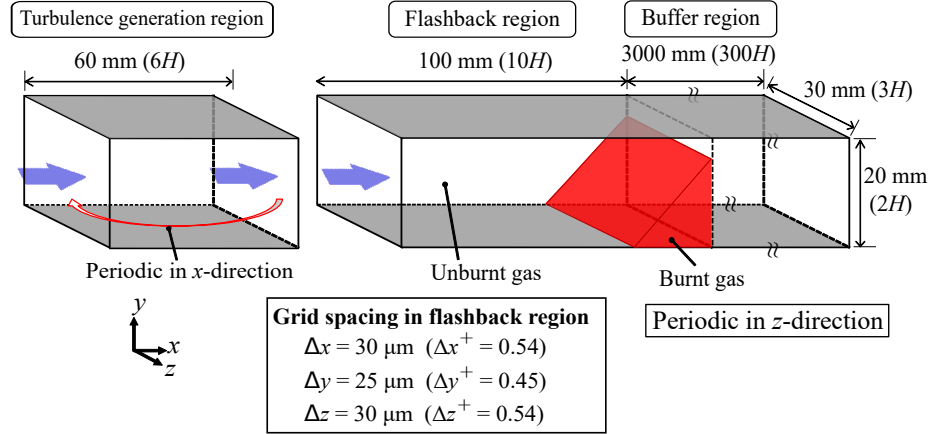 Turbulence generation region
Flashback region
Buffer region
60 mm (6H)
100 mm (10H)
3000 mm (300H)
30 mm (3H)
20 mm
(2H)
Periodic in x-direction
Unburnt gas
Burnt gas
Periodic in z-direction
y
x
z
Grid spacing in flashback region
Δx = 30 μm (Δx⁺ = 0.54)
Δy = 25 μm (Δy⁺ = 0.45)
Δz = 30 μm (Δz⁺ = 0.54)